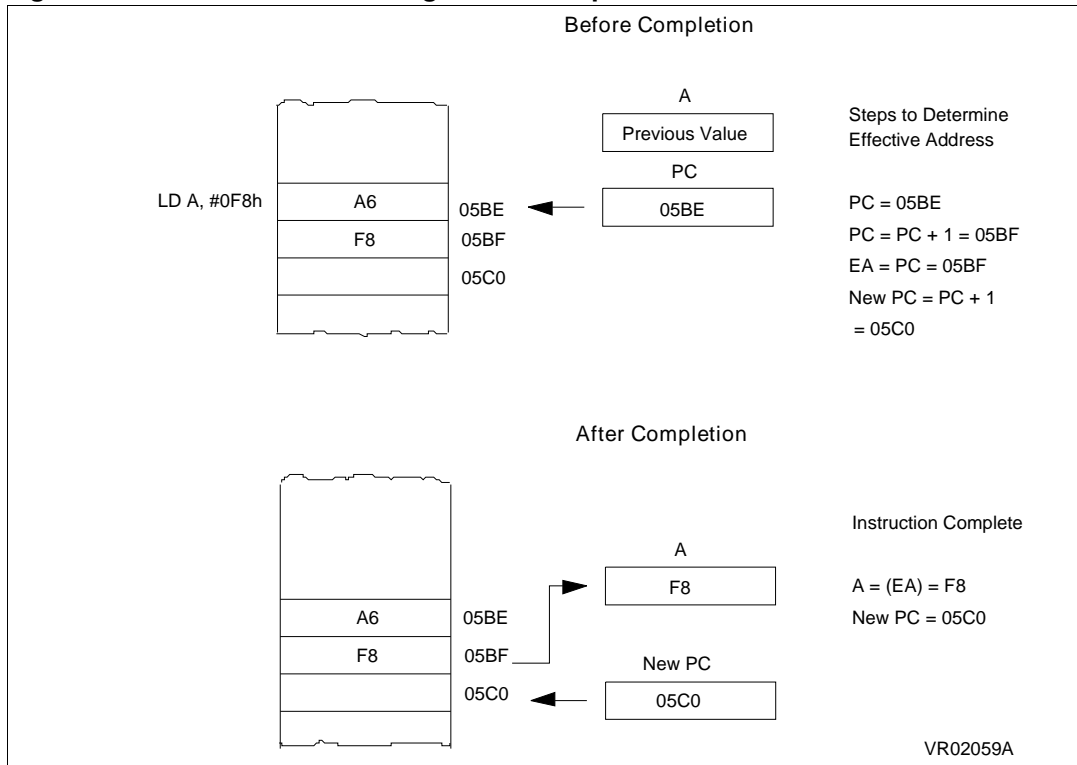 Before Completion
A
Previous Value
PC
05BE
LD A, #0F8h
A6
05BE
F8
05BF
05C0
Steps to Determine
Effective Address
PC = 05BE
PC = PC + 1 = 05BF
EA = PC = 05BF
New PC = PC + 1
= 05C0
After Completion
A
F8
A6
05BE
F8
05BF
05C0
New PC
05C0
Instruction Complete
A = (EA) = F8
New PC = 05C0
VR02059A